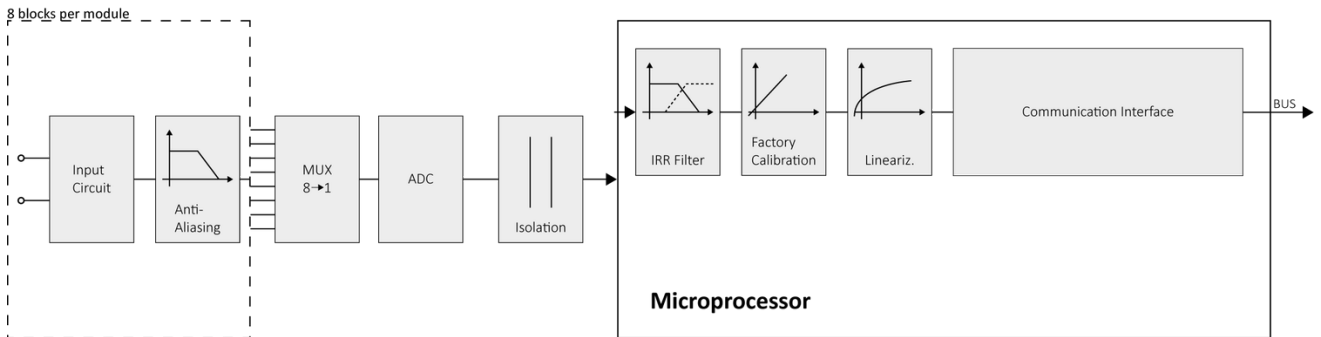 8 blocks per module
Input
Circuit
Anti-
Aliasing
MUX
8→1
ADC
Isolation
IRR Filter
Factory
Calibration
Lineariz.
Communication Interface
BUS
Microprocessor